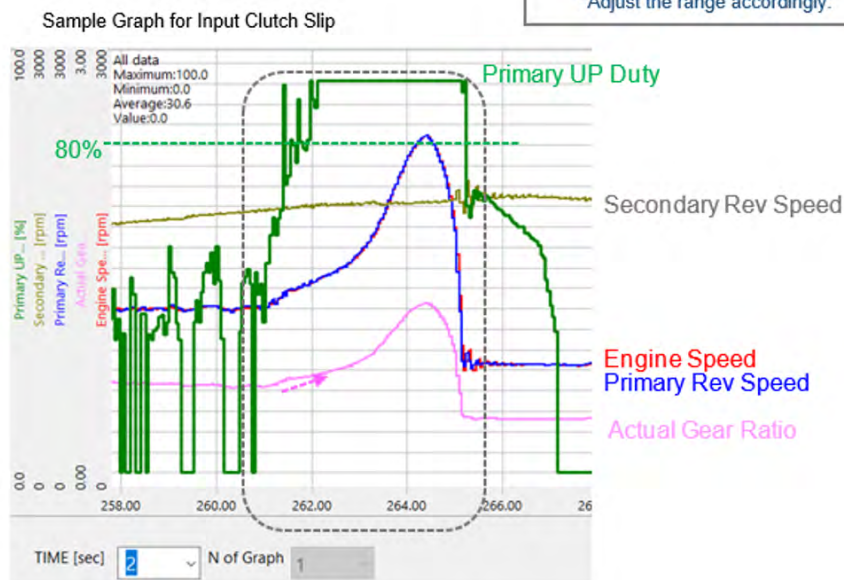 Adjust the range accordingly.
Sample Graph for Input Clutch Slip
100.0
3000
3000
3.00
3000
All data
Maximum:100.0
Minimum:0.0
Average:30.6
Value:0.0
Primary UP Duty
80%
Secondary Rev Speed
Primary UP... [%]
Secondary ... [rpm]
Primary Re... [rpm]
Actual Gea
Engine Spe... [rpm]
Engine Speed
Primary Rev Speed
Actual Gear Ratio
0.0
0
0
0.00
0
258.00
260.00
262.00
264.00
266.00
26
TIME [sec]
2
N of Graph
1